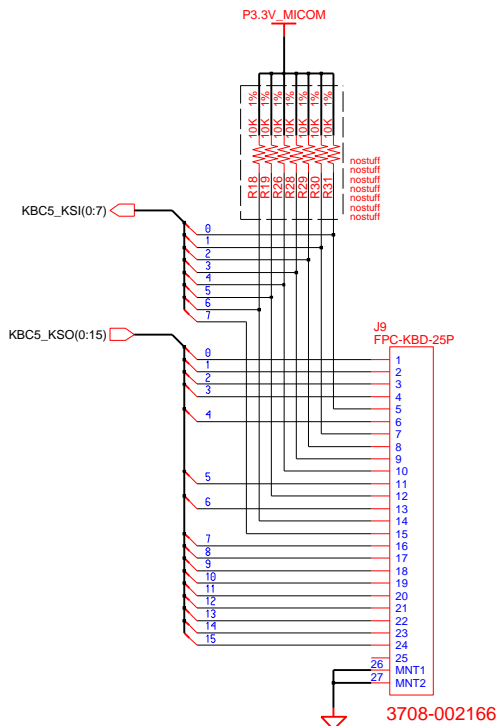 P3.3V_MICOM
10K 1%
10K 1%
10K 1%
10K 1%
10K 1%
10K 1%
10K 1%
R18
R19
R26
R28
R29
R30
R31
nostuff
nostuff
nostuff
nostuff
nostuff
nostuff
nostuff
KBC5_KSI(0:7)
0
1
2
3
4
5
6
7
KBC5_KSO(0:15)
0
1
2
3
4
5
6
7
8
9
10
11
12
13
14
15
J9
FPC-KBD-25P
1
2
3
4
5
6
7
8
9
10
11
12
13
14
15
16
17
18
19
20
21
22
23
24
25
26 MNT1
27 MNT2
3708-002166